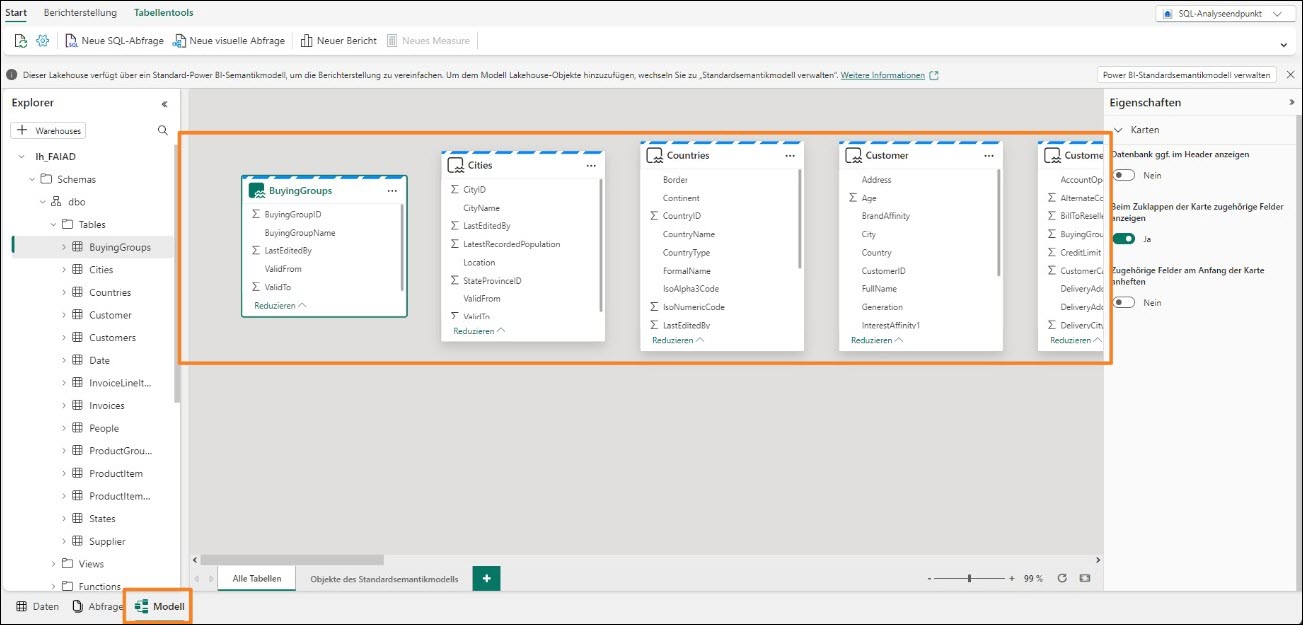 Start Berichterstellung Tabellentools
SQL-Analyseendpunkt
Neue SQL-Abfrage Neue visuelle Abfrage Neuer Bericht Neues Measure
Dieser Lakehouse verfügt über ein Standard-Power BI-Semantikmodell, um die Berichterstellung zu vereinfachen. Um dem Modell Lakehouse-Objekte hinzuzufügen, wechseln Sie zu „Standardsemantikmodell verwalten”. Weitere Informationen
Power BI-Standardsemantikmodell verwalten
Explorer
+ Warehouses
lh_FAIAD
Schemas
dbo
Tables
BuyingGroups
Cities
Countries
Customer
Customers
Date
InvoiceLineIt...
Invoices
People
ProductGrou...
ProductItem
ProductItem...
States
Supplier
Views
Functions
BuyingGroups
BuyingGroupID
BuyingGroupName
LastEditedBy
ValidFrom
ValidTo
Reduzieren
Cities
CityID
CityName
LastEditedBy
LatestRecordedPopulation
Location
StateProvinceID
ValidFrom
ValidTo
Reduzieren
Countries
Border
Continent
CountryID
CountryName
CountryType
FormalName
IsoAlpha3Code
IsoNumericCode
LastEditedBy
Reduzieren
Customer
Address
Age
BrandAffinity
City
Country
CustomerID
FullName
Generation
InterestAffinity1
Reduzieren
Custome
AccountOpe
AlternateCo
BillToReselle
BuyingGrou
CreditLimit
CustomerCa
DeliveryAdd
DeliveryAdd
DeliveryCity
Reduzieren
Eigenschaften
Karten
Datenbank ggf. im Header anzeigen
Nein
Beim Zuklappen der Karte zugehörige Felder
anzeigen
Ja
Zugehörige Felder am Anfang der Karte
anheften
Nein
Alle Tabellen Objekte des Standardsemantikmodells +
- + 99 %
Daten Abfrage Modell